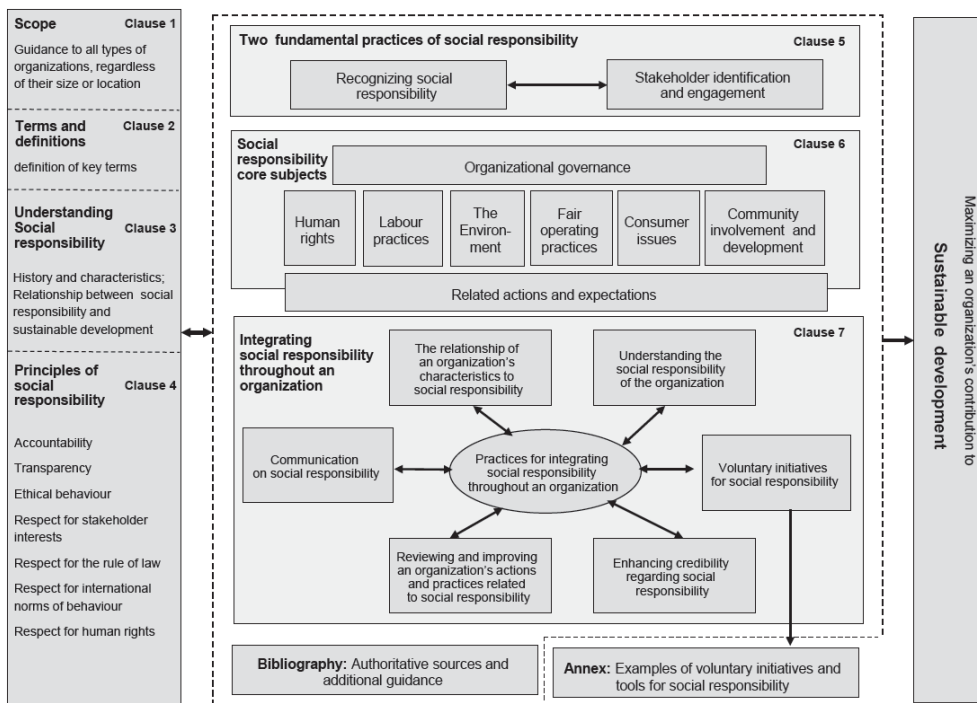 Scope
Clause 1
Guidance to all types of
organizations, regardless
of their size or location
Terms and
definitions
Clause 2
definition of key terms
Understanding
Social
responsibility
Clause 3
History and characteristics;
Relationship between social
responsibility and
sustainable development
Principles of
social
responsibility
Clause 4
Accountability
Transparency
Ethical behaviour
Respect for stakeholder
interests
Respect for the rule of law
Respect for international
norms of behaviour
Respect for human rights
Two fundamental practices of social responsibility
Clause 5
Recognizing social
responsibility
Stakeholder identification
and engagement
Social
responsibility
core subjects
Clause 6
Organizational governance
Human
rights
Labour
practices
The
Environ-
ment
Fair
operating
practices
Consumer
issues
Community
involvement and
development
Related actions and expectations
Integrating
social responsibility
throughout an
organization
Clause 7
The relationship of
an organization's
characteristics to
social responsibility
Understanding the
social responsibility
of the organization
Communication
on social responsibility
Practices for integrating
social responsibility
throughout an organization
Voluntary initiatives
for social responsibility
Reviewing and improving
an organization's actions
and practices related
to social responsibility
Enhancing credibility
regarding social
responsibility
Bibliography: Authoritative sources and
additional guidance
Annex: Examples of voluntary initiatives and
tools for social responsibility
Maximizing an organization's contribution to
Sustainable development